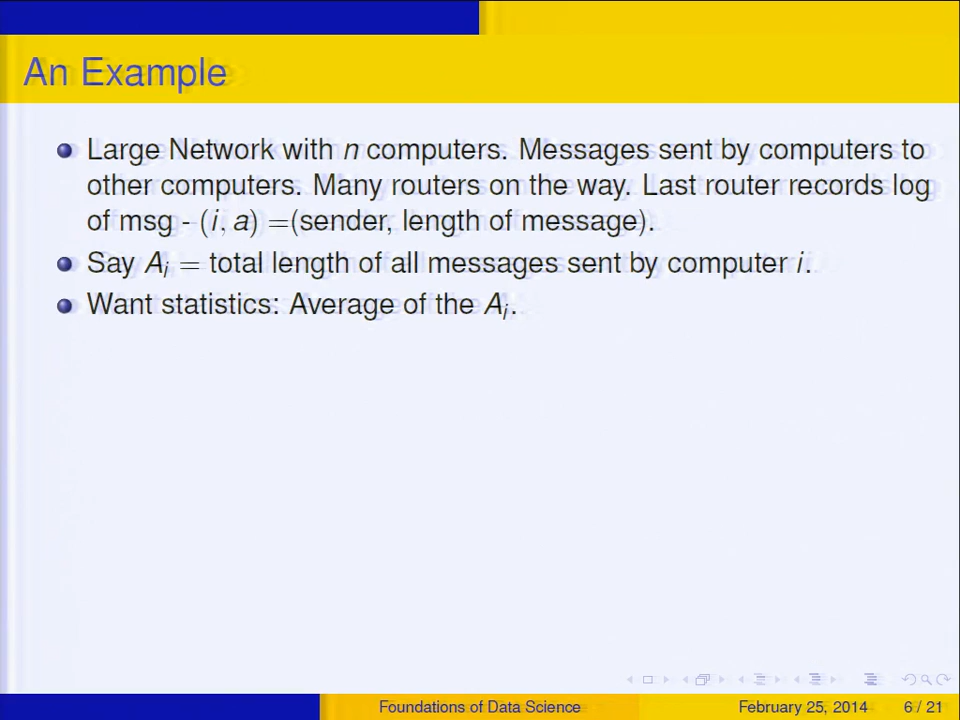 An Example
Large Network with n computers. Messages sent by computers to
other computers. Many routers on the way. Last router records log
of msg - (i, a) =(sender, length of message).
Say Ai = total length of all messages sent by computer i.
Want statistics: Average of the Ai.
Foundations of Data Science February 25, 2014 6 / 21